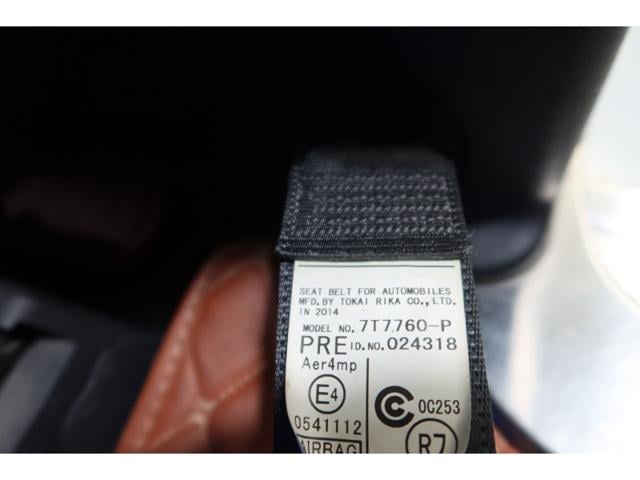 SEAT BELT FOR AUTOMOBILES
MFD. BY TOKAI RIKA CO., LTD.
IN 2014
MODEL NO. 7T7760-P
PRE ID.NO. 024318
Aer4mp
E4
0C253
0541112
R7
AIRBAG